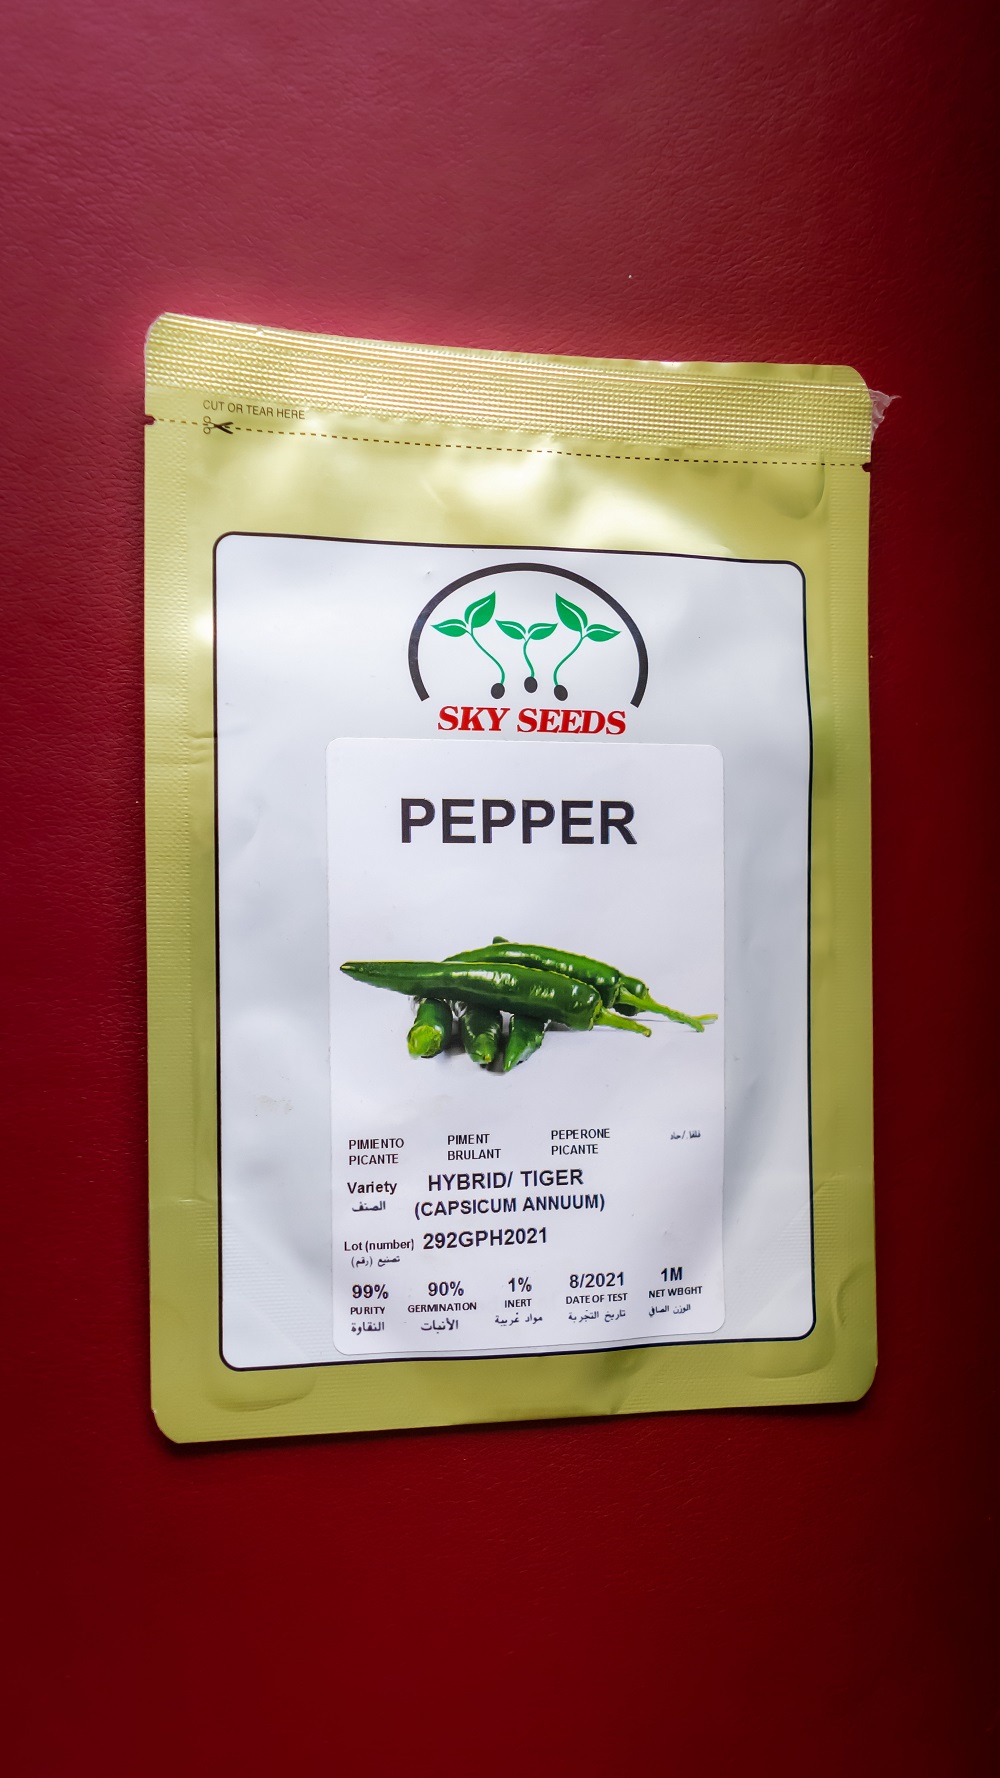 CUT OR TEAR HERE
SKY SEEDS
PEPPER
PIMIENTO PICANTE
PIMENT BRULANT
PEPERONE PICANTE
فلفل/حاد
Variety HYBRID/ TIGER
الصنف (CAPSICUM ANNUUM)
Lot (number) 292GPH2021
تصنيع (رقم)
99% 90% 1% 8/2021 1M
PURITY GERMINATION INERT DATE OF TEST NET WEIGHT
النقاوة الأنبات مواد غريبة تاريخ التجربة الوزن الصافي